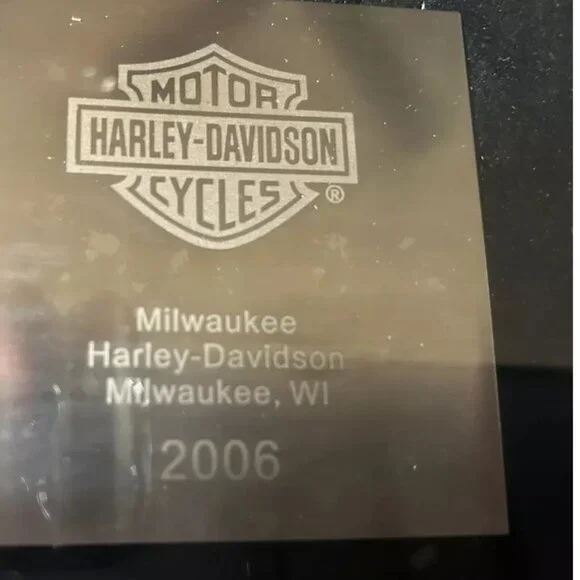 MOTOR
HARLEY-DAVIDSON
CYCLES ®
Milwaukee
Harley-Davidson
Milwaukee, WI
2006